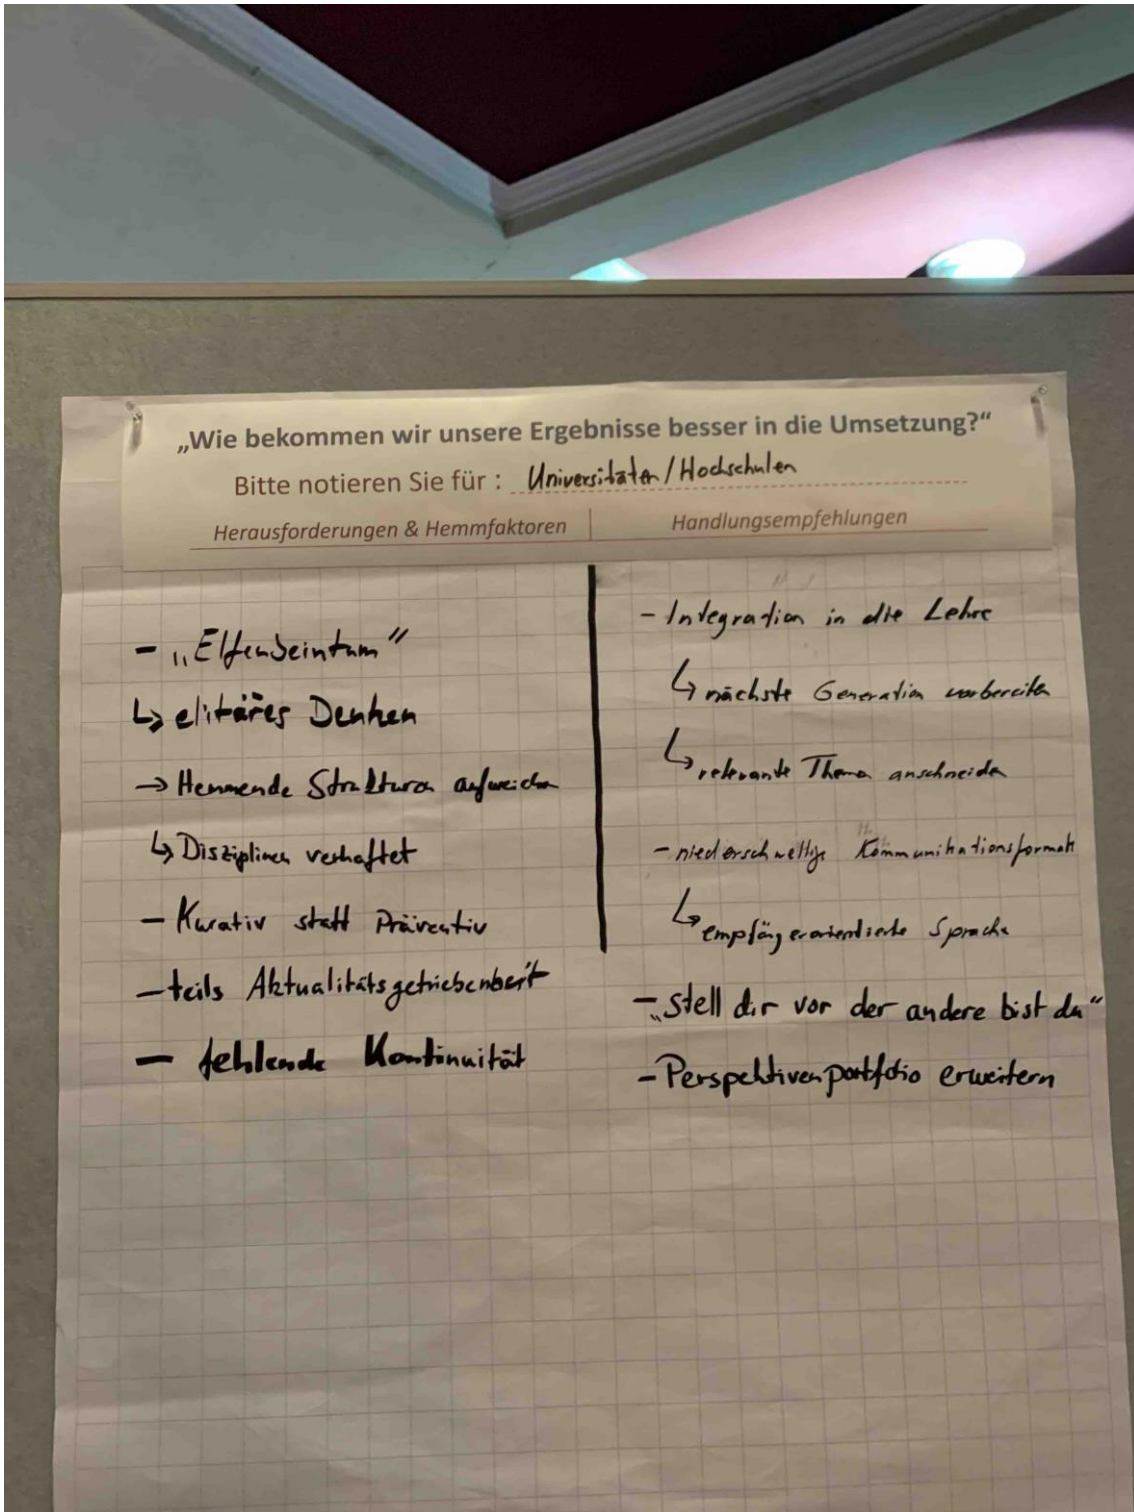 „Wie bekommen wir unsere Ergebnisse besser in die Umsetzung?“
Bitte notieren Sie für : Universitäten/Hochschulen
Herausforderungen & Hemmfaktoren
- „Elfenbeinturm“
↳ elitäres Denken
→ Hemmende Strukturen aufweichen
↳ Disziplinen verhaftet
- Kurativ statt Präventiv
- teils Aktualitätsgetriebenheit
- fehlende Kontinuität
Handlungsempfehlungen
- Integration in die Lehre
↳ nächste Generation vorbereiten
↳ relevante Themen anschneiden
- niederschwellige Kommunikationsformate
↳ empfängerorientierte Sprache
- „Stell dir vor der andere bist du“
- Perspektivenportfolio erweitern